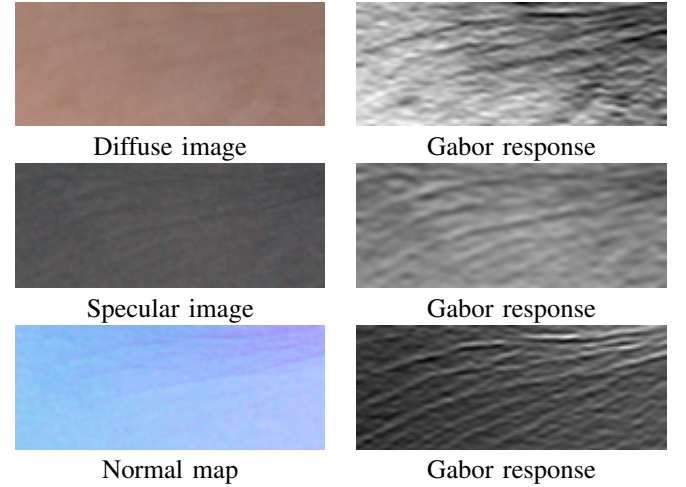 Diffuse image Gabor response
Specular image Gabor response
Normal map Gabor response